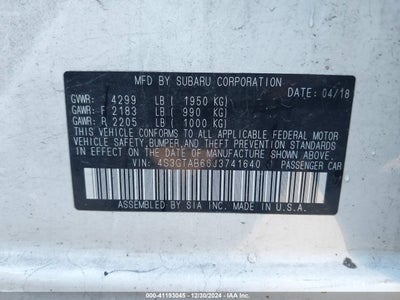 MFD BY SUBARU CORPORATION
DATE: 04/18
GVWR: 4299 LB ( 1950 KG)
GAWR: F 2183 LB ( 990 KG)
GAWR: R 2205 LB ( 1000 KG)
THIS VEHICLE CONFORMS TO ALL APPLICABLE FEDERAL MOTOR
VEHICLE SAFETY, BUMPER, AND THEFT PREVENTION STANDARDS
IN EFFECT ON THE DATE OF MANUFACTURE SHOWN ABOVE.
VIN: 4S3GTAB66J3741640 PASSENGER CAR
ASSEMBLED BY SIA INC. MADE IN U.S.A.
000-41193045 - 12/30/2024 - IAA